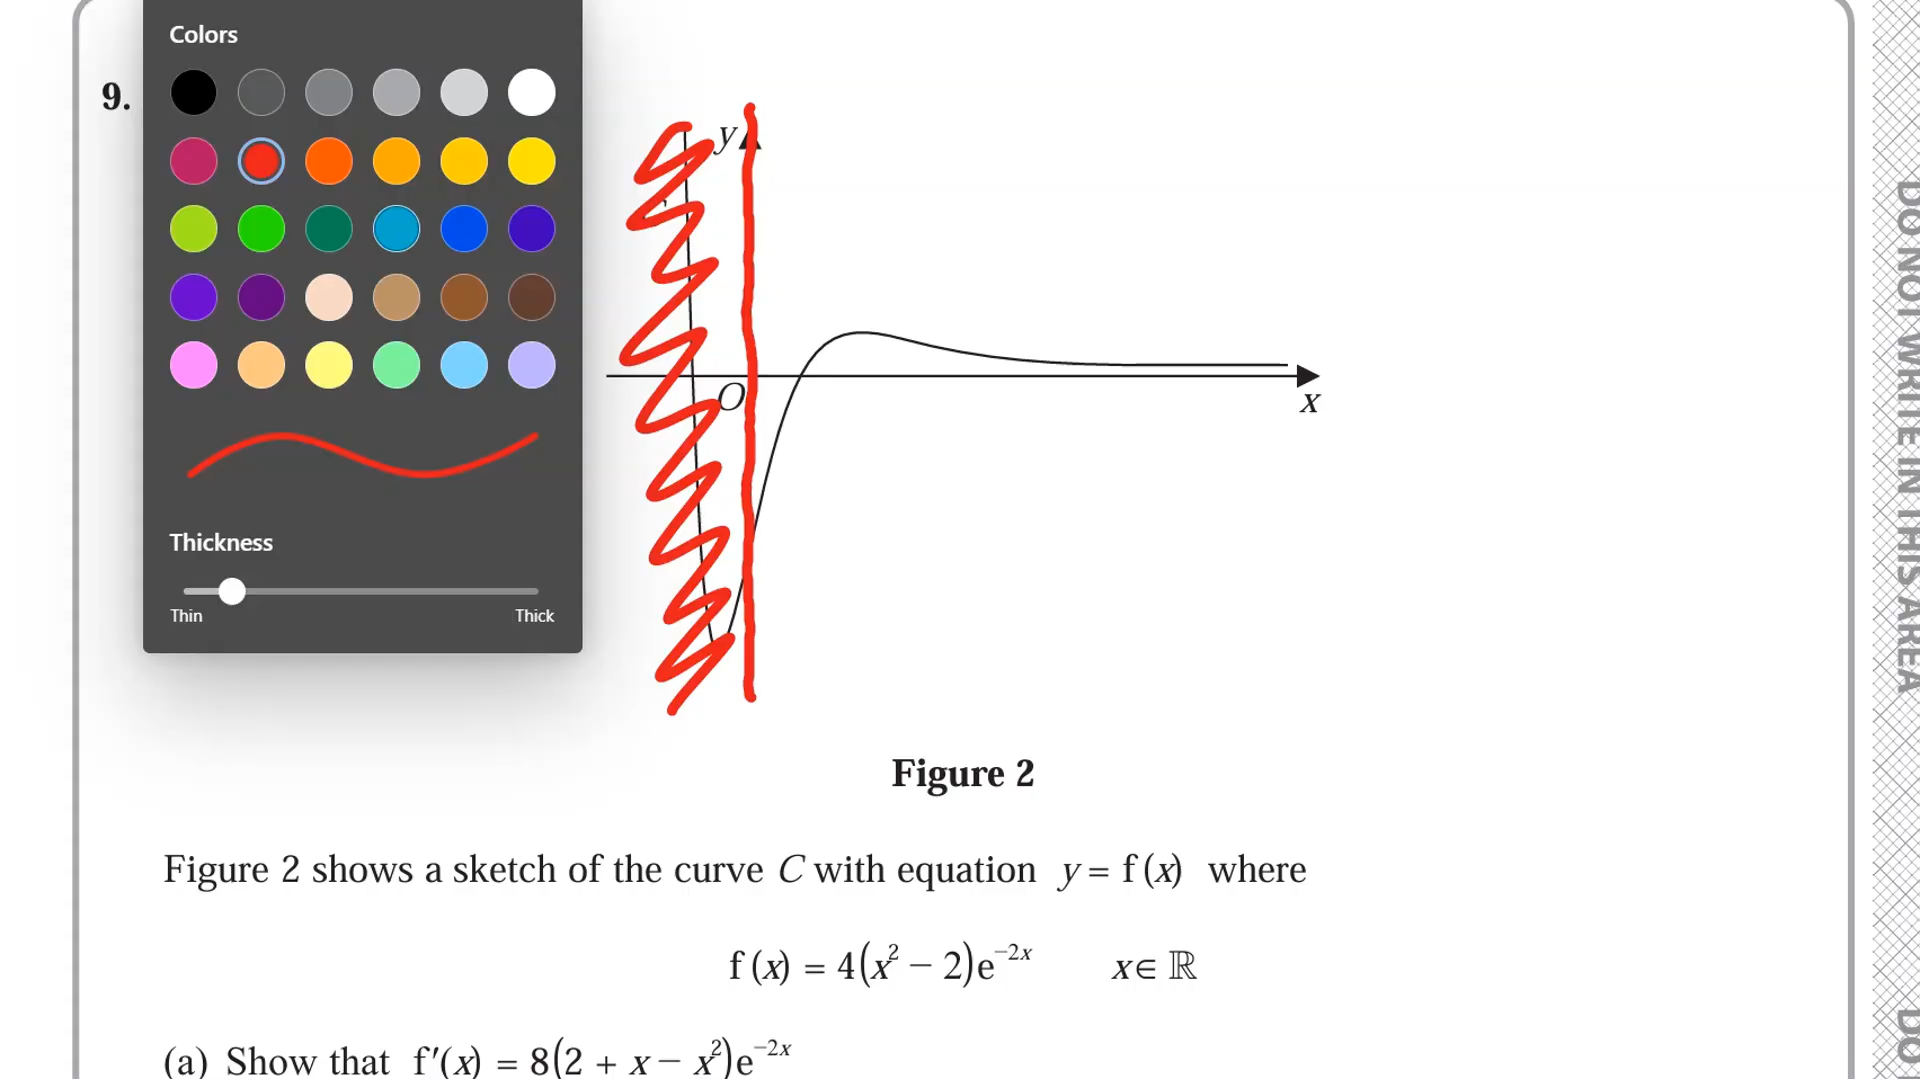 Colors
9.
y
O
x
Thickness
Thin Thick
Figure 2
Figure 2 shows a sketch of the curve C with equation y = f (x) where
f (x) = 4(x² − 2)e⁻²ˣ x ∈ ℝ
(a) Show that f′(x) = 8(2 + x − x²)e⁻²ˣ
DO NOT WRITE IN THIS AREA
DO